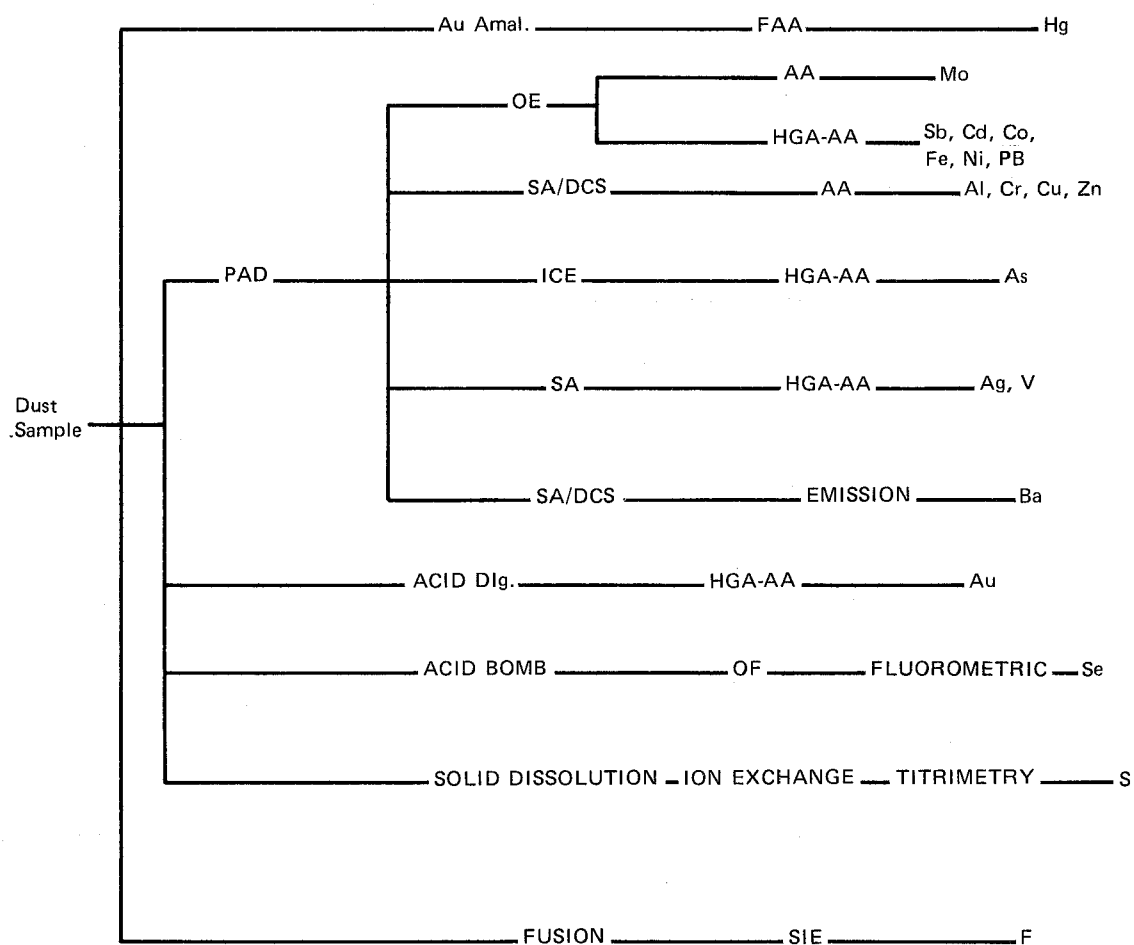 Au Amal. FAA Hg
AA Mo
OE
HGA-AA Sb, Cd, Co,
Fe, Ni, PB
SA/DCS AA Al, Cr, Cu, Zn
PAD ICE HGA-AA As
SA HGA-AA Ag, V
Dust
Sample
SA/DCS EMISSION Ba
ACID DIg. HGA-AA Au
ACID BOMB OF FLUOROMETRIC Se
SOLID DISSOLUTION ION EXCHANGE TITRIMETRY S
FUSION SIE F